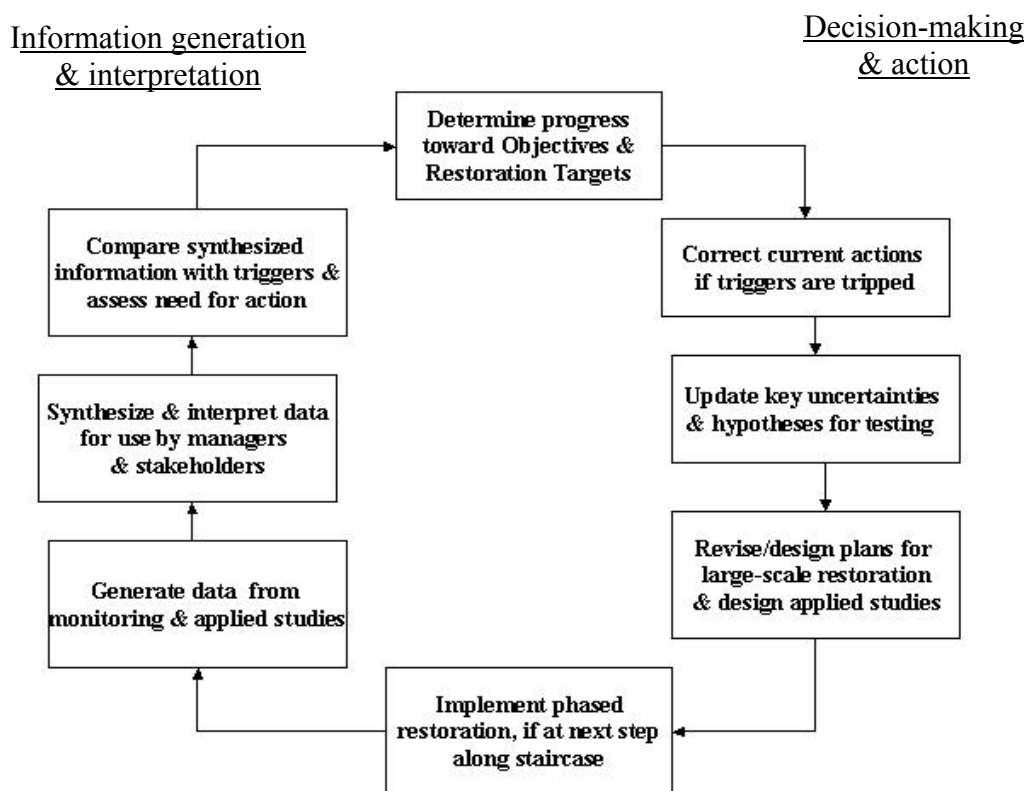 Information generation
& interpretation
Decision-making
& action
Determine progress
toward Objectives &
Restoration Targets
Correct current actions
if triggers are tripped
Update key uncertainties
& hypotheses for testing
Revise/design plans for
large-scale restoration
& design applied studies
Implement phased
restoration, if at next step
along staircase
Generate data from
monitoring & applied studies
Synthesize & interpret data
for use by managers
& stakeholders
Compare synthesized
information with triggers &
assess need for action